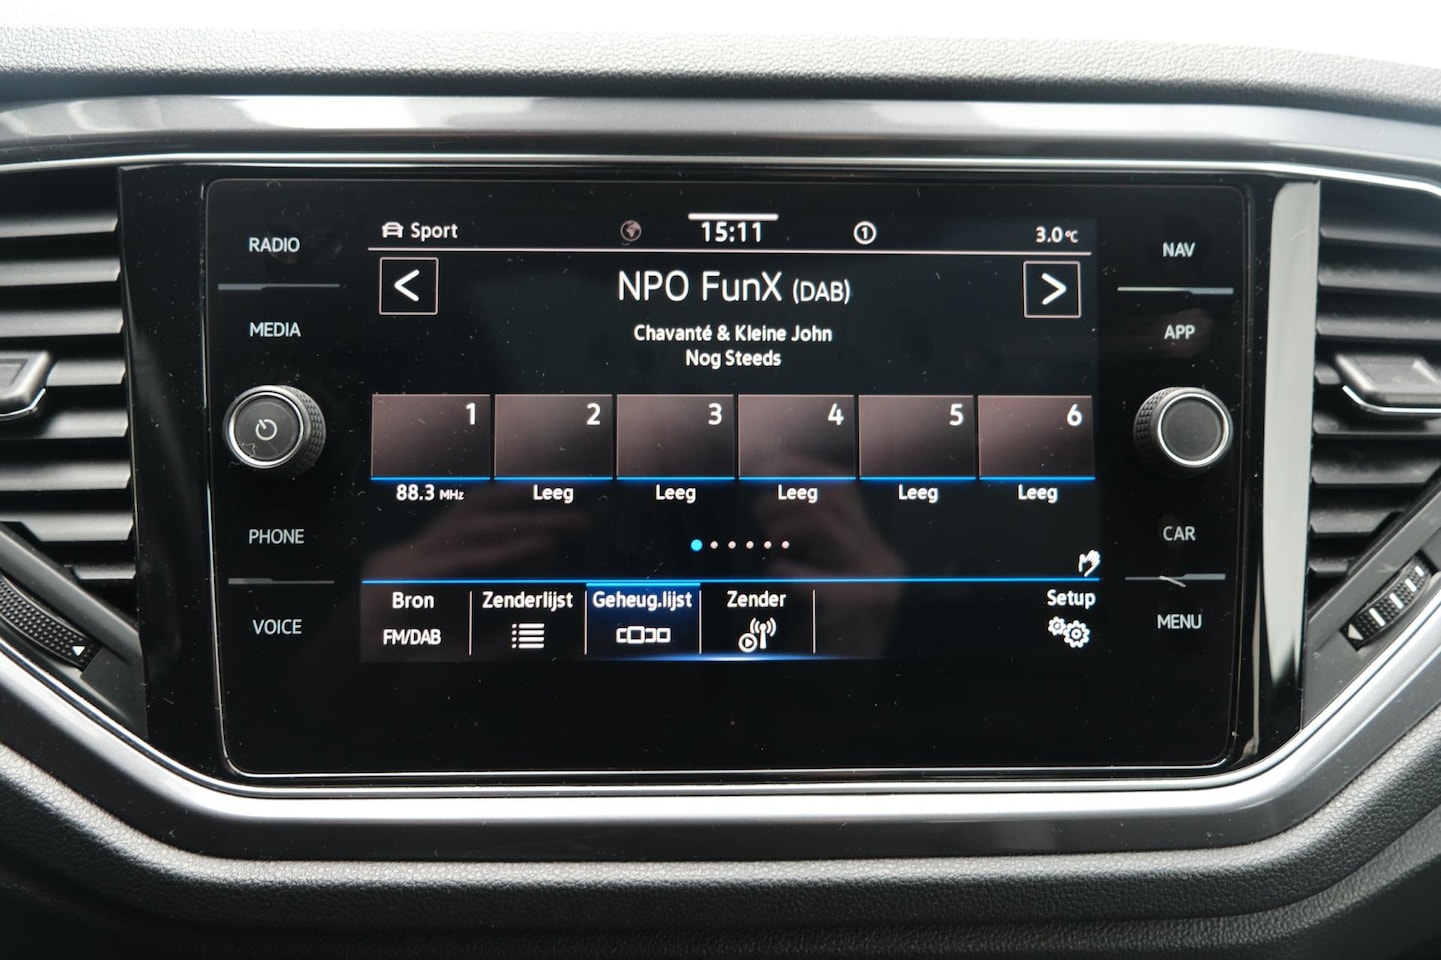 RADIO
MEDIA
PHONE
VOICE
Sport
15:11
1
3.0°C
<
NPO FunX (DAB)
>
Chavanté & Kleine John
Nog Steeds
1 2 3 4 5 6
88.3 MHz Leeg Leeg Leeg Leeg Leeg
Bron Zenderlijst Geheug.lijst Zender Setup
FM/DAB
NAV
APP
CAR
MENU